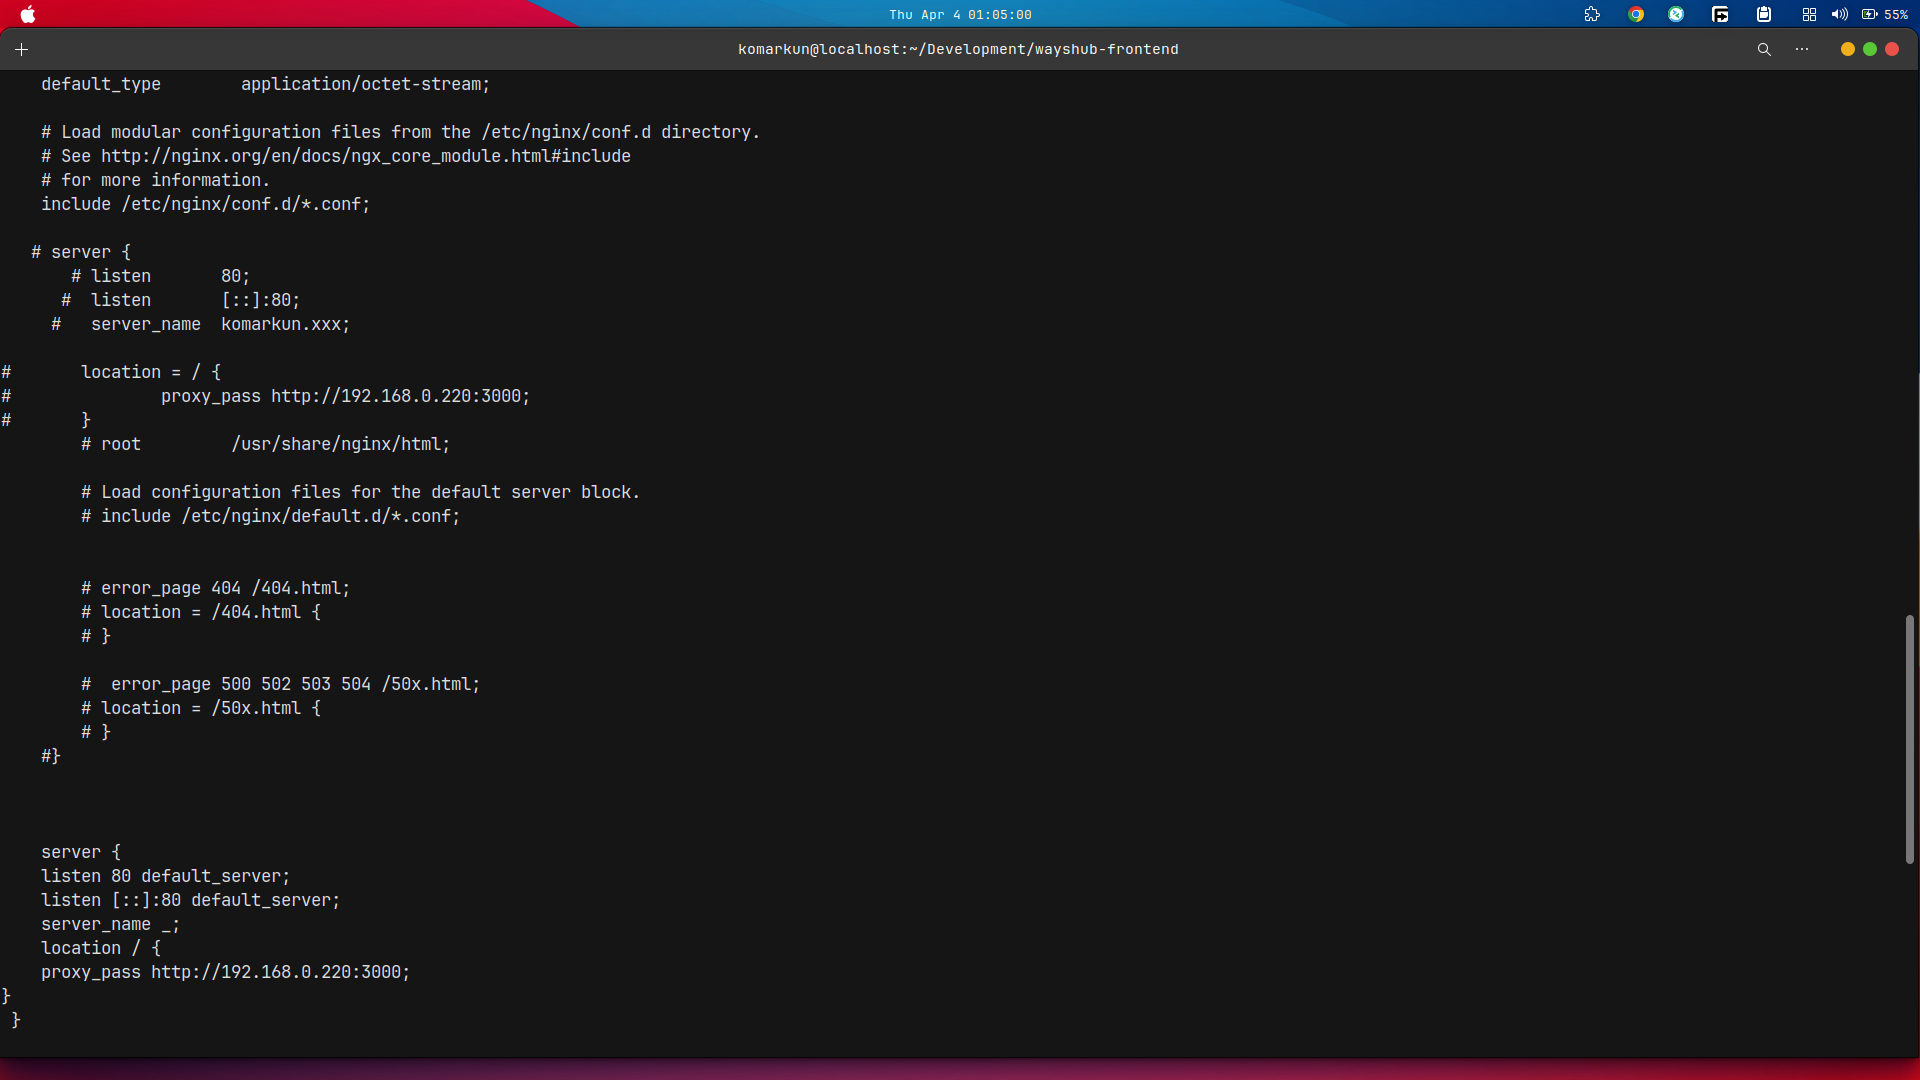 Thu Apr 4 01:05:00
55%
komarkun@localhost:~/Development/wayshub-frontend
    default_type        application/octet-stream;
    # Load modular configuration files from the /etc/nginx/conf.d directory.
    # See http://nginx.org/en/docs/ngx_core_module.html#include
    # for more information.
    include /etc/nginx/conf.d/*.conf;
   # server {
       # listen       80;
      #  listen       [::]:80;
     #   server_name  komarkun.xxx;
#       location = / {
#               proxy_pass http://192.168.0.220:3000;
#       }
        # root         /usr/share/nginx/html;
        # Load configuration files for the default server block.
        # include /etc/nginx/default.d/*.conf;
        # error_page 404 /404.html;
        # location = /404.html {
        # }
        #  error_page 500 502 503 504 /50x.html;
        # location = /50x.html {
        # }
    #}
    server {
    listen 80 default_server;
    listen [::]:80 default_server;
    server_name _;
    location / {
    proxy_pass http://192.168.0.220:3000;
}
 }